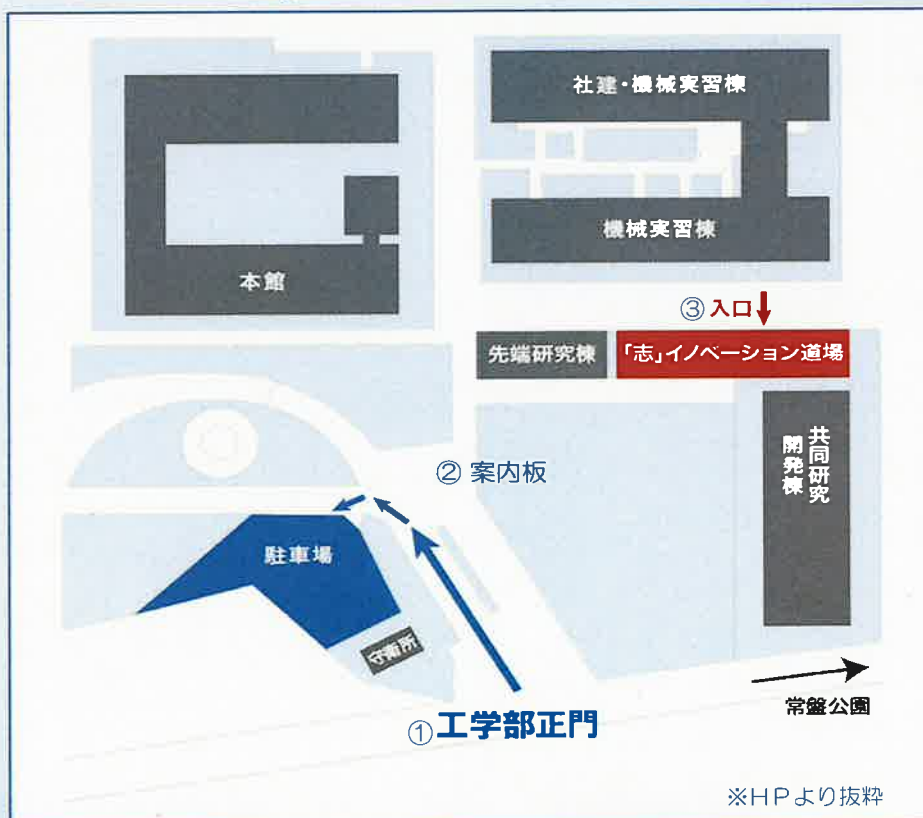 社建・機械実習棟
機械実習棟
本館
③ 入口
先端研究棟
「志」イノベーション道場
共同研究
開発棟
② 案内板
駐車場
守衛所
常盤公園
① 工学部正門
※HPより抜粋